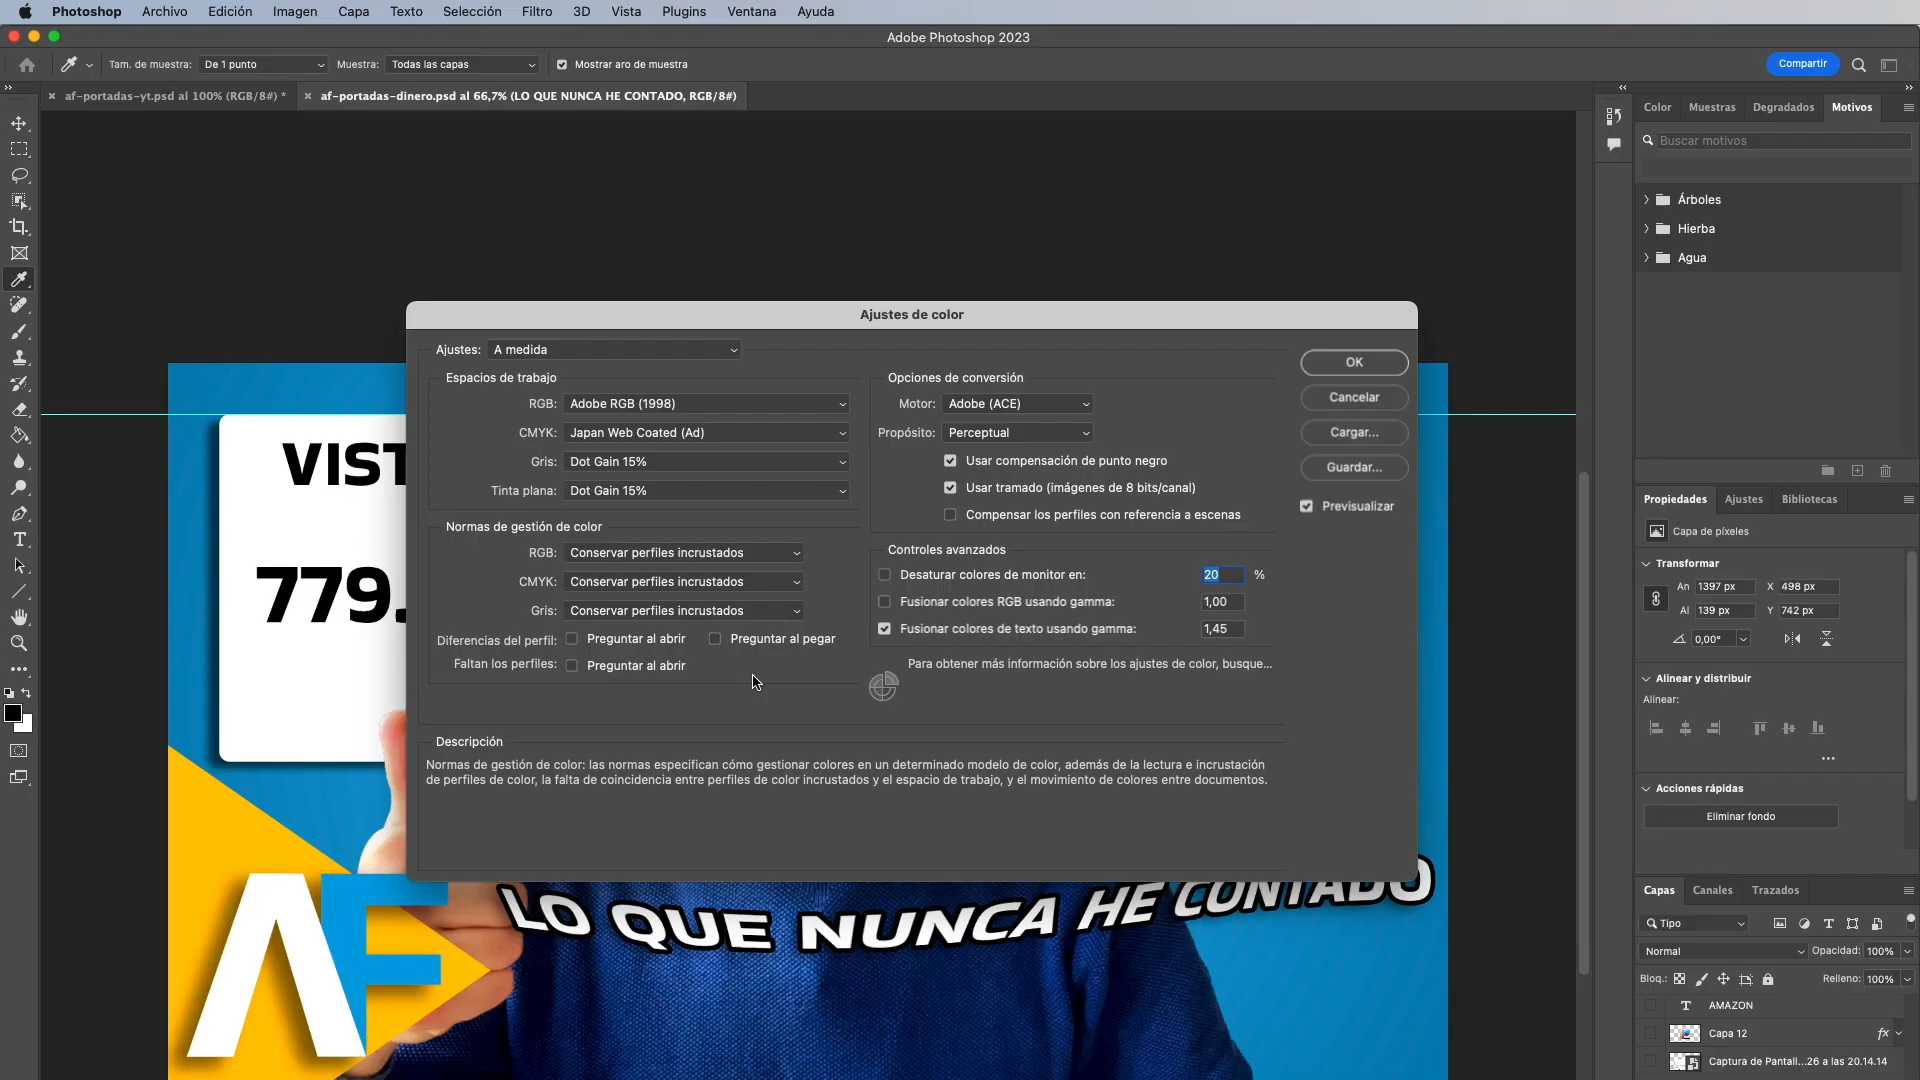 Photoshop Archivo Edición Imagen Capa Texto Selección Filtro 3D Vista Plugins Ventana Ayuda
Adobe Photoshop 2023
Tam. de muestra: De 1 punto Muestra: Todas las capas Mostrar aro de muestra Compartir
af-portadas-yt.psd al 100% (RGB/8#) * af-portadas-dinero.psd al 66,7% (LO QUE NUNCA HE CONTADO, RGB/8#)
Color Muestras Degradados Motivos
Buscar motivos
Árboles
Hierba
Agua
Ajustes de color
Ajustes: A medida
Espacios de trabajo
RGB: Adobe RGB (1998)
CMYK: Japan Web Coated (Ad)
Gris: Dot Gain 15%
Tinta plana: Dot Gain 15%
Normas de gestión de color
RGB: Conservar perfiles incrustados
CMYK: Conservar perfiles incrustados
Gris: Conservar perfiles incrustados
Diferencias del perfil: Preguntar al abrir Preguntar al pegar
Faltan los perfiles: Preguntar al abrir
Opciones de conversión
Motor: Adobe (ACE)
Propósito: Perceptual
Usar compensación de punto negro
Usar tramado (imágenes de 8 bits/canal)
Compensar los perfiles con referencia a escenas
Controles avanzados
Desaturar colores de monitor en: 20 %
Fusionar colores RGB usando gamma: 1,00
Fusionar colores de texto usando gamma: 1,45
Para obtener más información sobre los ajustes de color, busque...
OK
Cancelar
Cargar...
Guardar...
Previsualizar
Descripción
Normas de gestión de color: las normas especifican cómo gestionar colores en un determinado modelo de color, además de la lectura e incrustación
de perfiles de color, la falta de coincidencia entre perfiles de color incrustados y el espacio de trabajo, y el movimiento de colores entre documentos.
VIST
779.
AF
LO QUE NUNCA HE CONTADO
Propiedades Ajustes Bibliotecas
Capa de píxeles
Transformar
An 1397 px X 498 px
Al 139 px Y 742 px
0,00°
Alinear y distribuir
Alinear:
Acciones rápidas
Eliminar fondo
Capas Canales Trazados
Tipo
Normal Opacidad: 100%
Bloq.: Relleno: 100%
T AMAZON
Capa 12 fx
Captura de Pantall...26 a las 20.14.14